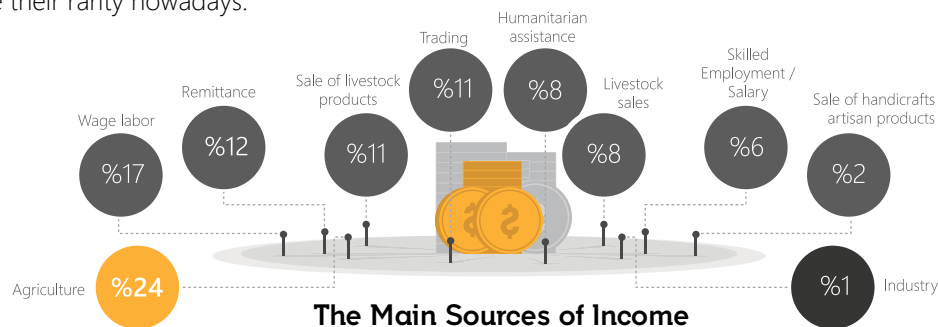 e their rarity nowadays.
Humanitarian
assistance
%8
Trading
%11
Skilled
Employment /
Salary
%6
Sale of livestock
products
%11
Livestock
sales
%8
Remittance
%12
Sale of handicrafts
artisan products
%2
Wage labor
%17
Agriculture
%24
%1
Industry
The Main Sources of Income